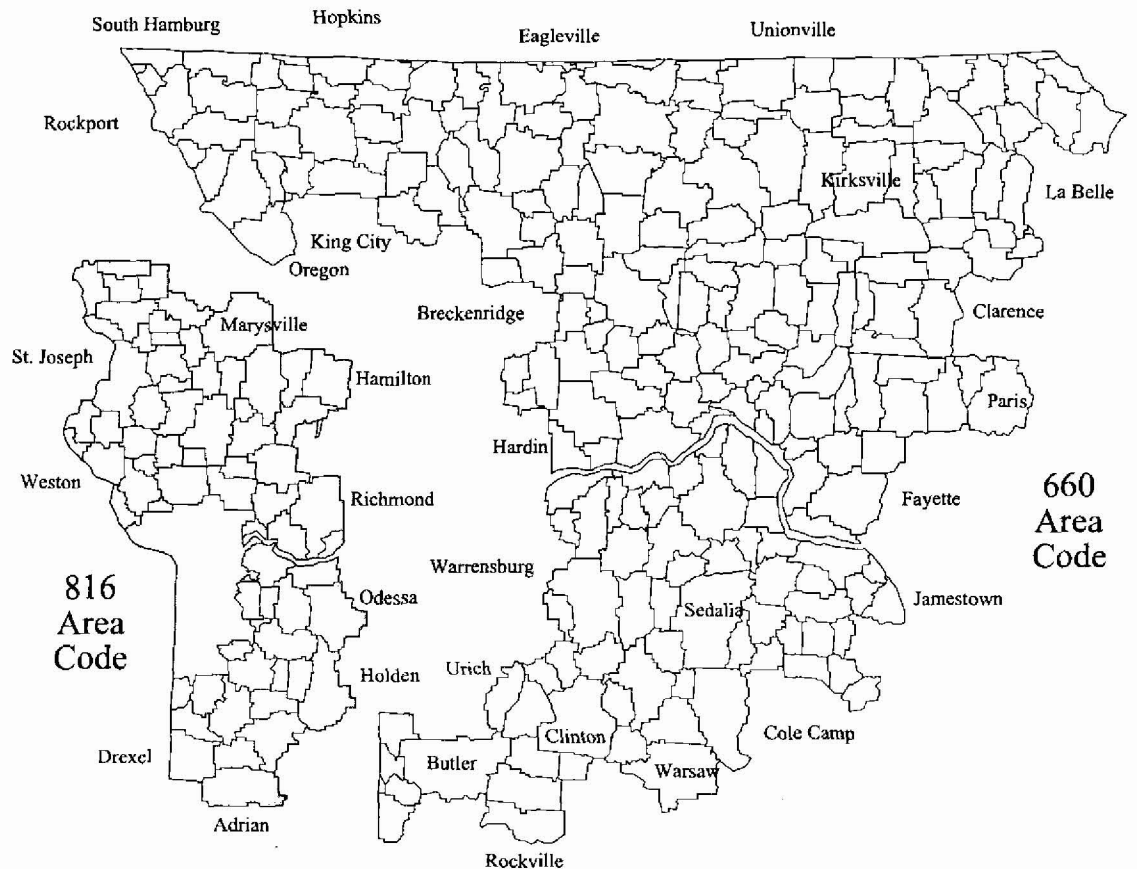 South Hamburg
Hopkins
Eagleville
Unionville
Rockport
Kirksville
La Belle
King City
Oregon
Breckenridge
Clarence
Marysville
St. Joseph
Hamilton
Paris
Hardin
Weston
Richmond
Fayette
660
Area
Code
Warrensburg
816
Area
Code
Odessa
Sedalia
Jamestown
Holden
Urich
Drexel
Clinton
Cole Camp
Butler
Warsaw
Adrian
Rockville